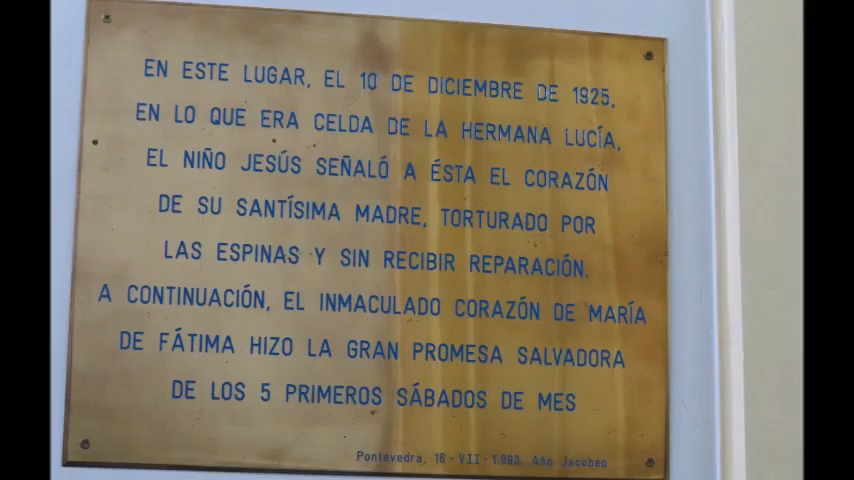 EN ESTE LUGAR, EL 10 DE DICIEMBRE DE 1925,
EN LO QUE ERA CELDA DE LA HERMANA LUCÍA,
EL NIÑO JESÚS SEÑALÓ A ÉSTA EL CORAZÓN
DE SU SANTÍSIMA MADRE, TORTURADO POR
LAS ESPINAS Y SIN RECIBIR REPARACIÓN.
A CONTINUACIÓN, EL INMACULADO CORAZÓN DE MARÍA
DE FÁTIMA HIZO LA GRAN PROMESA SALVADORA
DE LOS 5 PRIMEROS SÁBADOS DE MES
Pontevedra, 16-VII-1.993. Año Jacobeo